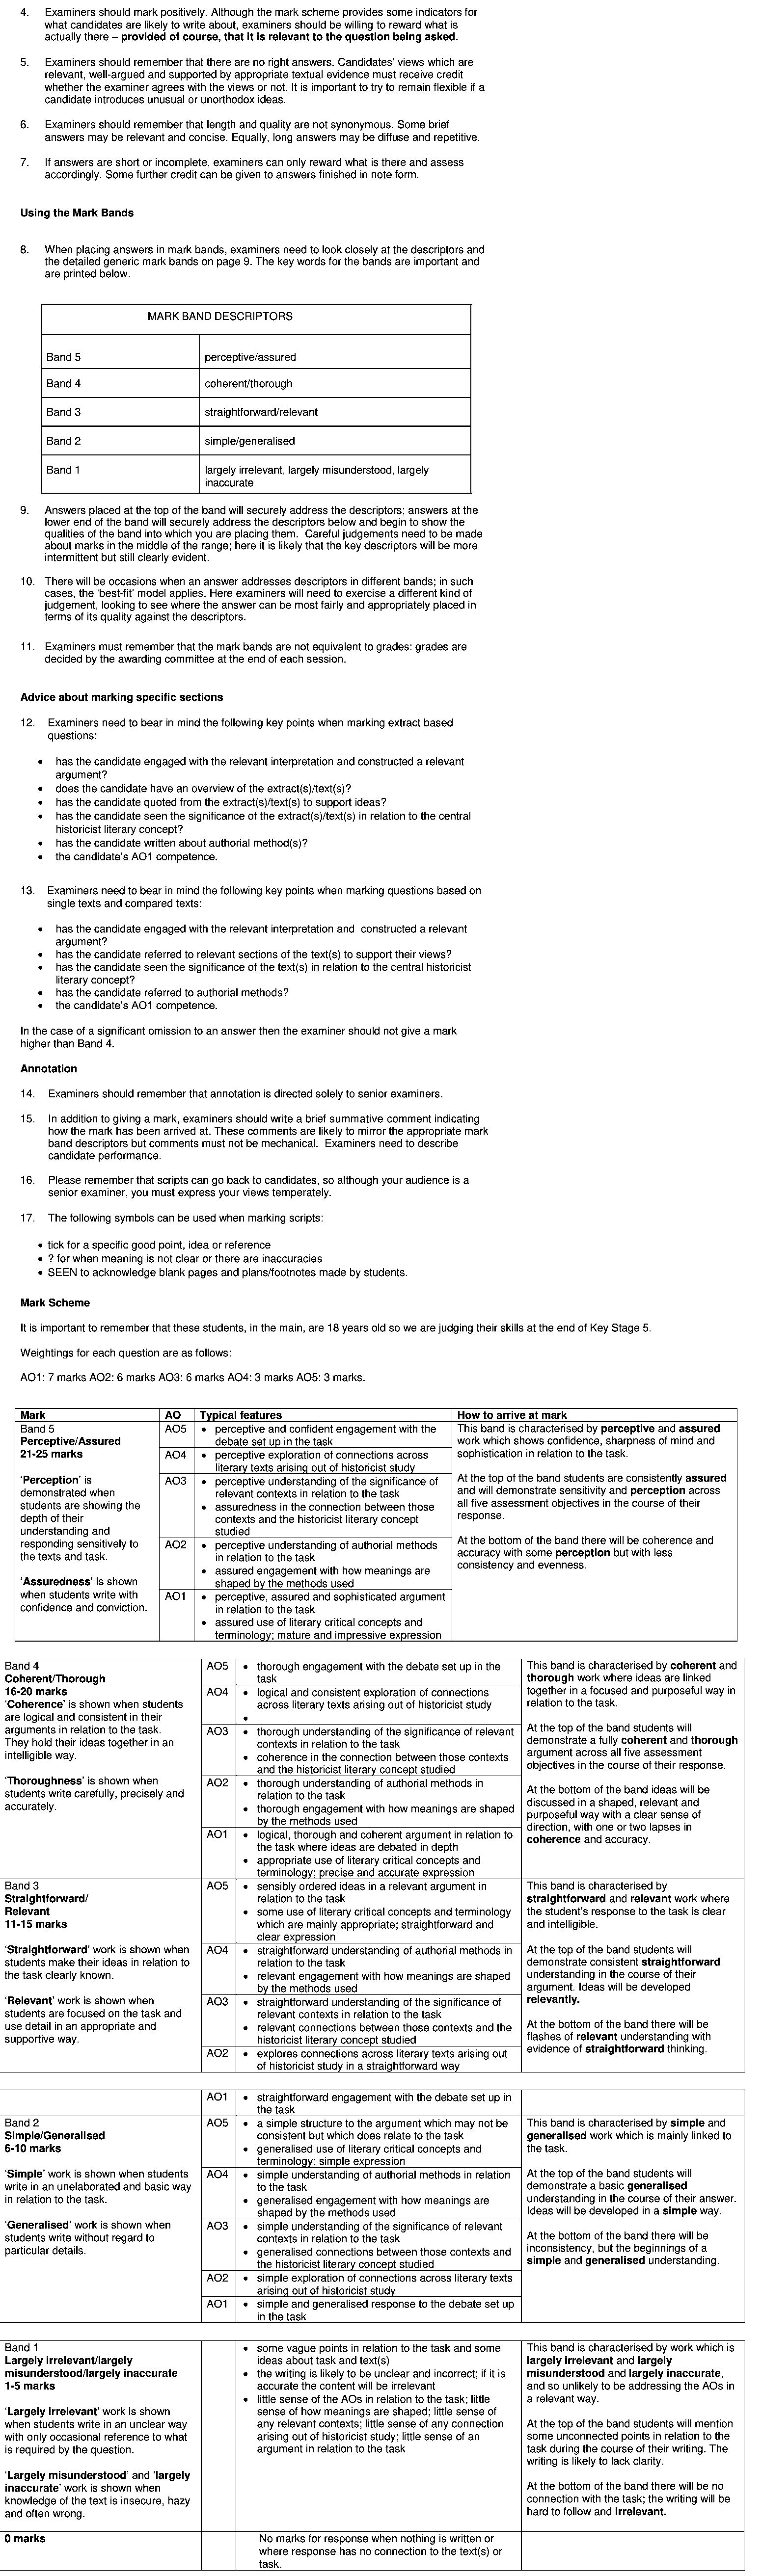 4. Examiners should mark positively. Although the mark scheme provides some indicators for
what candidates are likely to write about, examiners should be willing to reward what is
actually there – provided of course, that it is relevant to the question being asked.
5. Examiners should remember that there are no right answers. Candidates' views which are
relevant, well-argued and supported by appropriate textual evidence must receive credit
whether the examiner agrees with the views or not. It is important to try to remain flexible if a
candidate introduces unusual or unorthodox ideas.
6. Examiners should remember that length and quality are not synonymous. Some brief
answers may be relevant and concise. Equally, long answers may be diffuse and repetitive.
7. If answers are short or incomplete, examiners can only reward what is there and assess
accordingly. Some further credit can be given to answers finished in note form.
Using the Mark Bands
8. When placing answers in mark bands, examiners need to look closely at the descriptors and
the detailed generic mark bands on page 9. The key words for the bands are important and
are printed below.
MARK BAND DESCRIPTORS
Band 5 perceptive/assured
Band 4 coherent/thorough
Band 3 straightforward/relevant
Band 2 simple/generalised
Band 1 largely irrelevant, largely misunderstood, largely
inaccurate
9. Answers placed at the top of the band will securely address the descriptors; answers at the
lower end of the band will securely address the descriptors below and begin to show the
qualities of the band into which you are placing them. Careful judgements need to be made
about marks in the middle of the range; here it is likely that the key descriptors will be more
intermittent but still clearly evident.
10. There will be occasions when an answer addresses descriptors in different bands; in such
cases, the 'best-fit' model applies. Here examiners will need to exercise a different kind of
judgement, looking to see where the answer can be most fairly and appropriately placed in
terms of its quality against the descriptors.
11. Examiners must remember that the mark bands are not equivalent to grades: grades are
decided by the awarding committee at the end of each session.
Advice about marking specific sections
12. Examiners need to bear in mind the following key points when marking extract based
questions:
• has the candidate engaged with the relevant interpretation and constructed a relevant
argument?
• does the candidate have an overview of the extract(s)/text(s)?
• has the candidate quoted from the extract(s)/text(s) to support ideas?
• has the candidate seen the significance of the extract(s)/text(s) in relation to the central
historicist literary concept?
• has the candidate written about authorial method(s)?
• the candidate's AO1 competence.
13. Examiners need to bear in mind the following key points when marking questions based on
single texts and compared texts:
• has the candidate engaged with the relevant interpretation and constructed a relevant
argument?
• has the candidate referred to relevant sections of the text(s) to support their views?
• has the candidate seen the significance of the text(s) in relation to the central historicist
literary concept?
• has the candidate referred to authorial methods?
• the candidate's AO1 competence.
In the case of a significant omission to an answer then the examiner should not give a mark
higher than Band 4.
Annotation
14. Examiners should remember that annotation is directed solely to senior examiners.
15. In addition to giving a mark, examiners should write a brief summative comment indicating
how the mark has been arrived at. These comments are likely to mirror the appropriate mark
band descriptors but comments must not be mechanical. Examiners need to describe
candidate performance.
16. Please remember that scripts can go back to candidates, so although your audience is a
senior examiner, you must express your views temperately.
17. The following symbols can be used when marking scripts:
• tick for a specific good point, idea or reference
• ? for when meaning is not clear or there are inaccuracies
• SEEN to acknowledge blank pages and plans/footnotes made by students.
Mark Scheme
It is important to remember that these students, in the main, are 18 years old so we are judging their skills at the end of Key Stage 5.
Weightings for each question are as follows:
AO1: 7 marks AO2: 6 marks AO3: 6 marks AO4: 3 marks AO5: 3 marks.
Mark AO Typical features How to arrive at mark
Band 5
Perceptive/Assured
21-25 marks
'Perception' is
demonstrated when
students are showing the
depth of their
understanding and
responding sensitively to
the texts and task.
'Assuredness' is shown
when students write with
confidence and conviction.
AO5 • perceptive and confident engagement with the
debate set up in the task
AO4 • perceptive exploration of connections across
literary texts arising out of historicist study
AO3 • perceptive understanding of the significance of
relevant contexts in relation to the task
• assuredness in the connection between those
contexts and the historicist literary concept
studied
AO2 • perceptive understanding of authorial methods
in relation to the task
• assured engagement with how meanings are
shaped by the methods used
AO1 • perceptive, assured and sophisticated argument
in relation to the task
• assured use of literary critical concepts and
terminology; mature and impressive expression
This band is characterised by perceptive and assured
work which shows confidence, sharpness of mind and
sophistication in relation to the task.
At the top of the band students are consistently assured
and will demonstrate sensitivity and perception across
all five assessment objectives in the course of their
response.
At the bottom of the band there will be coherence and
accuracy with some perception but with less
consistency and evenness.
Band 4
Coherent/Thorough
16-20 marks
'Coherence' is shown when students
are logical and consistent in their
arguments in relation to the task.
They hold their ideas together in an
intelligible way.
'Thoroughness' is shown when
students write carefully, precisely and
accurately.
AO5 • thorough engagement with the debate set up in the
task
AO4 • logical and consistent exploration of connections
across literary texts arising out of historicist study
•
AO3 • thorough understanding of the significance of relevant
contexts in relation to the task
• coherence in the connection between those contexts
and the historicist literary concept studied
AO2 • thorough understanding of authorial methods in
relation to the task
• thorough engagement with how meanings are shaped
by the methods used
AO1 • logical, thorough and coherent argument in relation to
the task where ideas are debated in depth
• appropriate use of literary critical concepts and
terminology; precise and accurate expression
This band is characterised by coherent and
thorough work where ideas are linked
together in a focused and purposeful way in
relation to the task.
At the top of the band students will
demonstrate a fully coherent and thorough
argument across all five assessment
objectives in the course of their response.
At the bottom of the band ideas will be
discussed in a shaped, relevant and
purposeful way with a clear sense of
direction, with one or two lapses in
coherence and accuracy.
Band 3
Straightforward/
Relevant
11-15 marks
'Straightforward' work is shown when
students make their ideas in relation to
the task clearly known.
'Relevant' work is shown when
students are focused on the task and
use detail in an appropriate and
supportive way.
AO5 • sensibly ordered ideas in a relevant argument in
relation to the task
• some use of literary critical concepts and terminology
which are mainly appropriate; straightforward and
clear expression
AO4 • straightforward understanding of authorial methods in
relation to the task
• relevant engagement with how meanings are shaped
by the methods used
AO3 • straightforward understanding of the significance of
relevant contexts in relation to the task
• relevant connections between those contexts and the
historicist literary concept studied
AO2 • explores connections across literary texts arising out
of historicist study in a straightforward way
This band is characterised by
straightforward and relevant work where
the student's response to the task is clear
and intelligible.
At the top of the band students will
demonstrate consistent straightforward
understanding in the course of their
argument. Ideas will be developed
relevantly.
At the bottom of the band there will be
flashes of relevant understanding with
evidence of straightforward thinking.
AO1 • straightforward engagement with the debate set up in
the task
Band 2
Simple/Generalised
6-10 marks
'Simple' work is shown when students
write in an unelaborated and basic way
in relation to the task.
'Generalised' work is shown when
students write without regard to
particular details.
AO5 • a simple structure to the argument which may not be
consistent but which does relate to the task
• generalised use of literary critical concepts and
terminology; simple expression
AO4 • simple understanding of authorial methods in relation
to the task
• generalised engagement with how meanings are
shaped by the methods used
AO3 • simple understanding of the significance of relevant
contexts in relation to the task
• generalised connections between those contexts and
the historicist literary concept studied
AO2 • simple exploration of connections across literary texts
arising out of historicist study
AO1 • simple and generalised response to the debate set up
in the task
This band is characterised by simple and
generalised work which is mainly linked to
the task.
At the top of the band students will
demonstrate a basic generalised
understanding in the course of their answer.
Ideas will be developed in a simple way.
At the bottom of the band there will be
inconsistency, but the beginnings of a
simple and generalised understanding.
Band 1
Largely irrelevant/largely
misunderstood/largely inaccurate
1-5 marks
'Largely irrelevant' work is shown
when students write in an unclear way
with only occasional reference to what
is required by the question.
'Largely misunderstood' and 'largely
inaccurate' work is shown when
knowledge of the text is insecure, hazy
and often wrong.
• some vague points in relation to the task and some
ideas about task and text(s)
• the writing is likely to be unclear and incorrect; if it is
accurate the content will be irrelevant
• little sense of the AOs in relation to the task; little
sense of how meanings are shaped; little sense of
any relevant contexts; little sense of any connection
arising out of historicist study; little sense of an
argument in relation to the task
This band is characterised by work which is
largely irrelevant and largely
misunderstood and largely inaccurate,
and so unlikely to be addressing the AOs in
a relevant way.
At the top of the band students will mention
some unconnected points in relation to the
task during the course of their writing. The
writing is likely to lack clarity.
At the bottom of the band there will be no
connection with the task; the writing will be
hard to follow and irrelevant.
0 marks
No marks for response when nothing is written or
where response has no connection to the text(s) or
task.